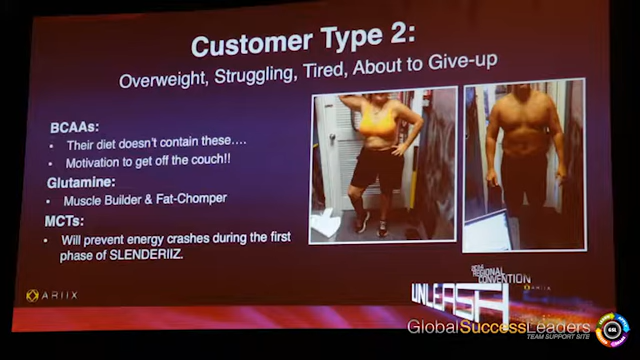 Customer Type 2:
Overweight, Struggling, Tired, About to Give-up
BCAAs:
• Their diet doesn't contain these....
• Motivation to get off the couch!!
Glutamine:
• Muscle Builder & Fat-Chomper
MCTs:
• Will prevent energy crashes during the first
phase of SLENDERIIZ.
ARIIX
REGIONAL
CONVENTION
ARIIX
UNLEASH
GlobalSuccessLeaders
TEAM SUPPORT SITE
GSL